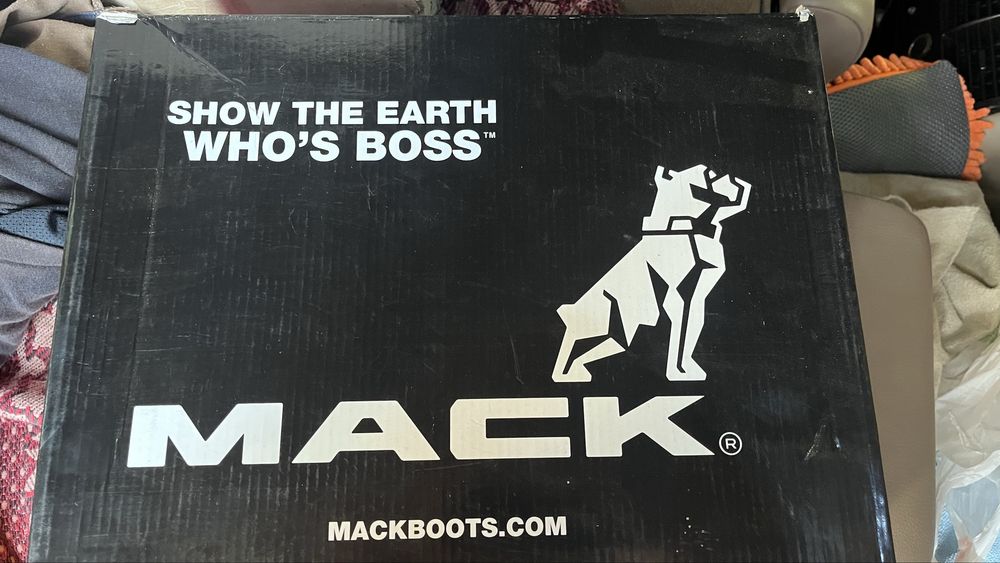 SHOW THE EARTH
WHO'S BOSS™
MACK®
MACKBOOTS.COM